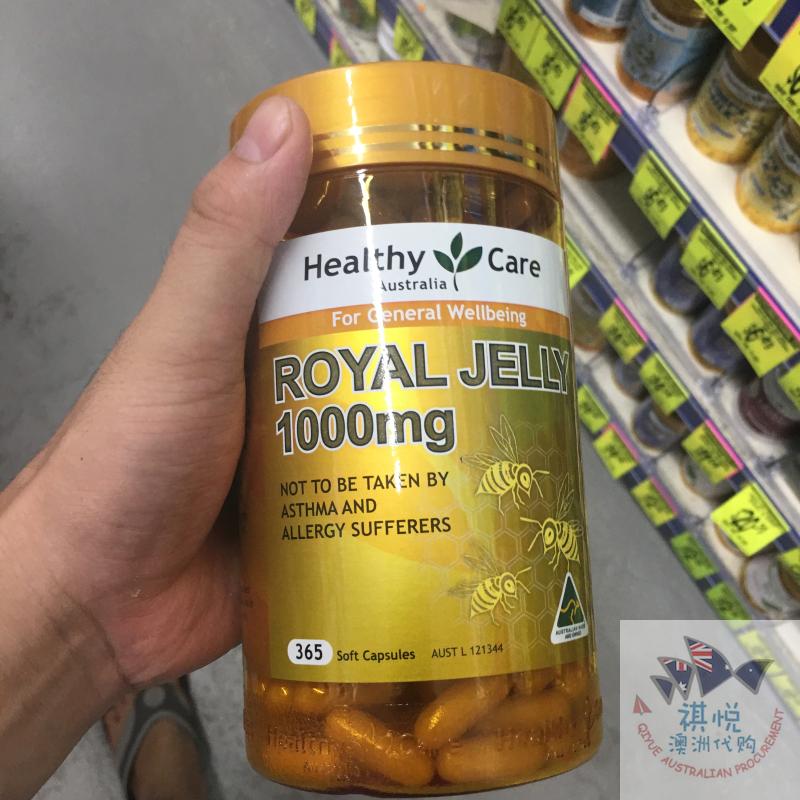 Healthy Care
Australia
For General Wellbeing
ROYAL JELLY
1000mg
NOT TO BE TAKEN BY
ASTHMA AND
ALLERGY SUFFERERS
365 Soft Capsules AUST L 121344
祺悦
澳洲代购
QIYUE AUSTRALIAN PROCUREMENT